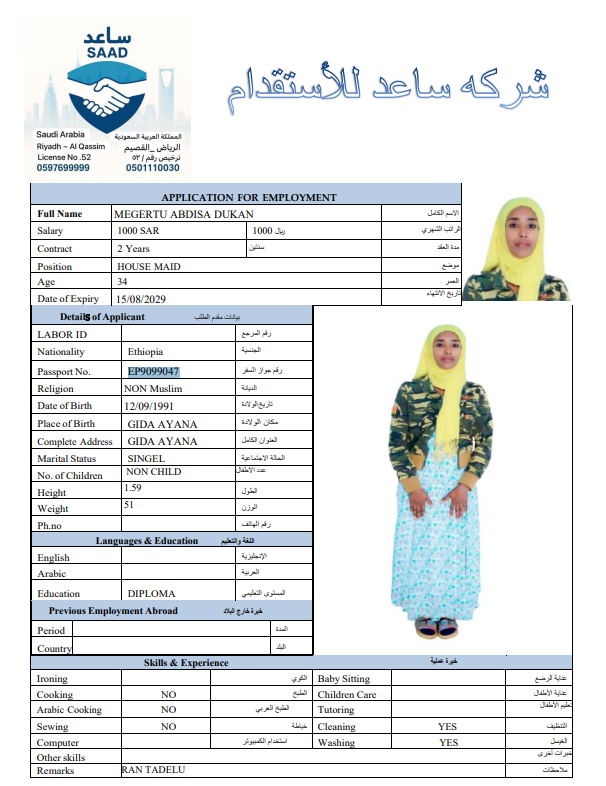 ساعد
SAAD
شركه ساعد للأستقدام
Saudi Arabia المملكة العربية السعودية
Riyadh ~ Al Qassim الرياض _القصيم
License No .52 ترخيص رقم / ٥٢
0597699999 0501110030
APPLICATION FOR EMPLOYMENT
Full Name MEGERTU ABDISA DUKAN الاسم الكامل
Salary 1000 SAR 1000 ريال الراتب الشهري
Contract 2 Years سنتين مدة العقد
Position HOUSE MAID موضع
Age 34 العمر
Date of Expiry 15/08/2029 تاريخ الانتهاء
Details of Applicant بيانات مقدم الطلب
LABOR ID رقم المرجع
Nationality Ethiopia الجنسية
Passport No. EP9099047 رقم جواز السفر
Religion NON Muslim الديانة
Date of Birth 12/09/1991 تاريخ الولادة
Place of Birth GIDA AYANA مكان الولادة
Complete Address GIDA AYANA العنوان الكامل
Marital Status SINGEL الحالة الاجتماعية
No. of Children NON CHILD عدد الاطفال
Height 1.59 الطول
Weight 51 الوزن
Ph.no رقم الهاتف
Languages & Education اللغة والتعليم
English الإنجليزية
Arabic العربية
Education DIPLOMA المستوى التعليمي
Previous Employment Abroad خبرة خارج البلاد
Period المدة
Country البلد
Skills & Experience خبرة عملية
Ironing الكوي Baby Sitting عناية الرضع
Cooking NO الطبخ Children Care عناية الأطفال
Arabic Cooking NO الطبخ العربي Tutoring تعليم الأطفال
Sewing NO خياطة Cleaning YES التنظيف
Computer استخدام الكمبيوتر Washing YES الغيسل
Other skills خبرات أخرى
Remarks RAN TADELU ملاحظات